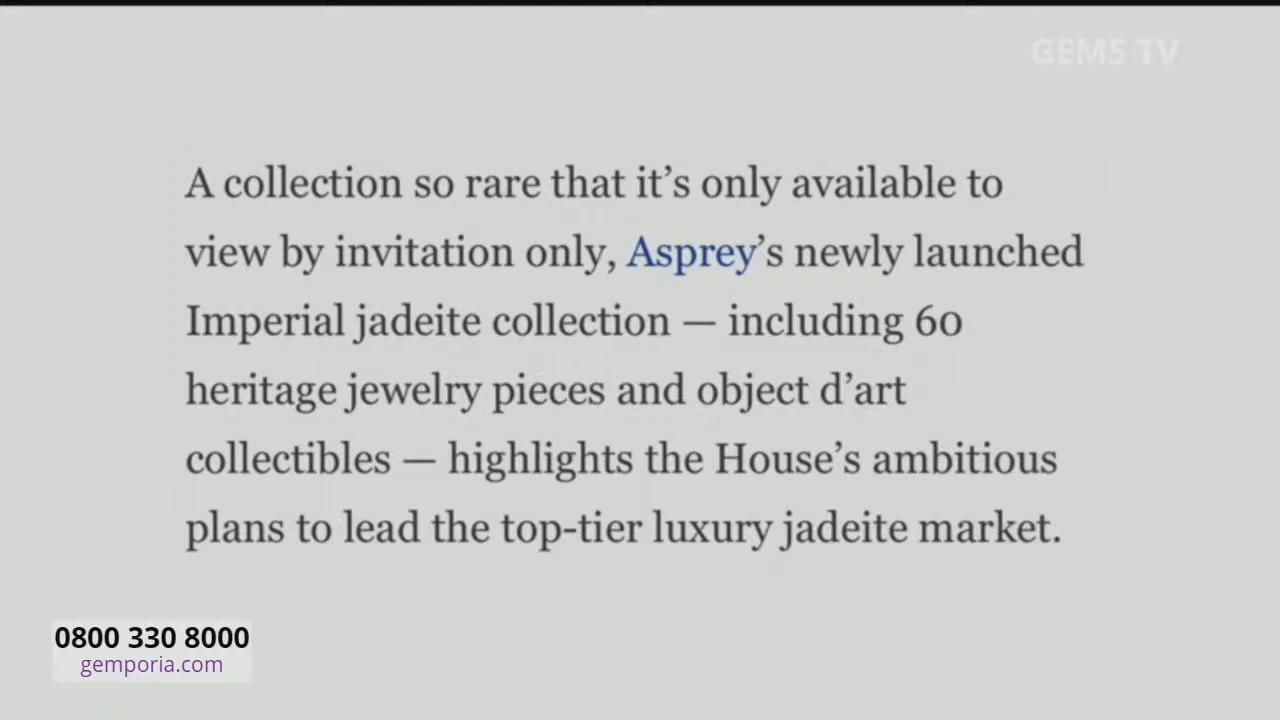 GEMS TV
A collection so rare that it’s only available to
view by invitation only, Asprey’s newly launched
Imperial jadeite collection — including 60
heritage jewelry pieces and object d’art
collectibles — highlights the House’s ambitious
plans to lead the top-tier luxury jadeite market.
0800 330 8000
gemporia.com